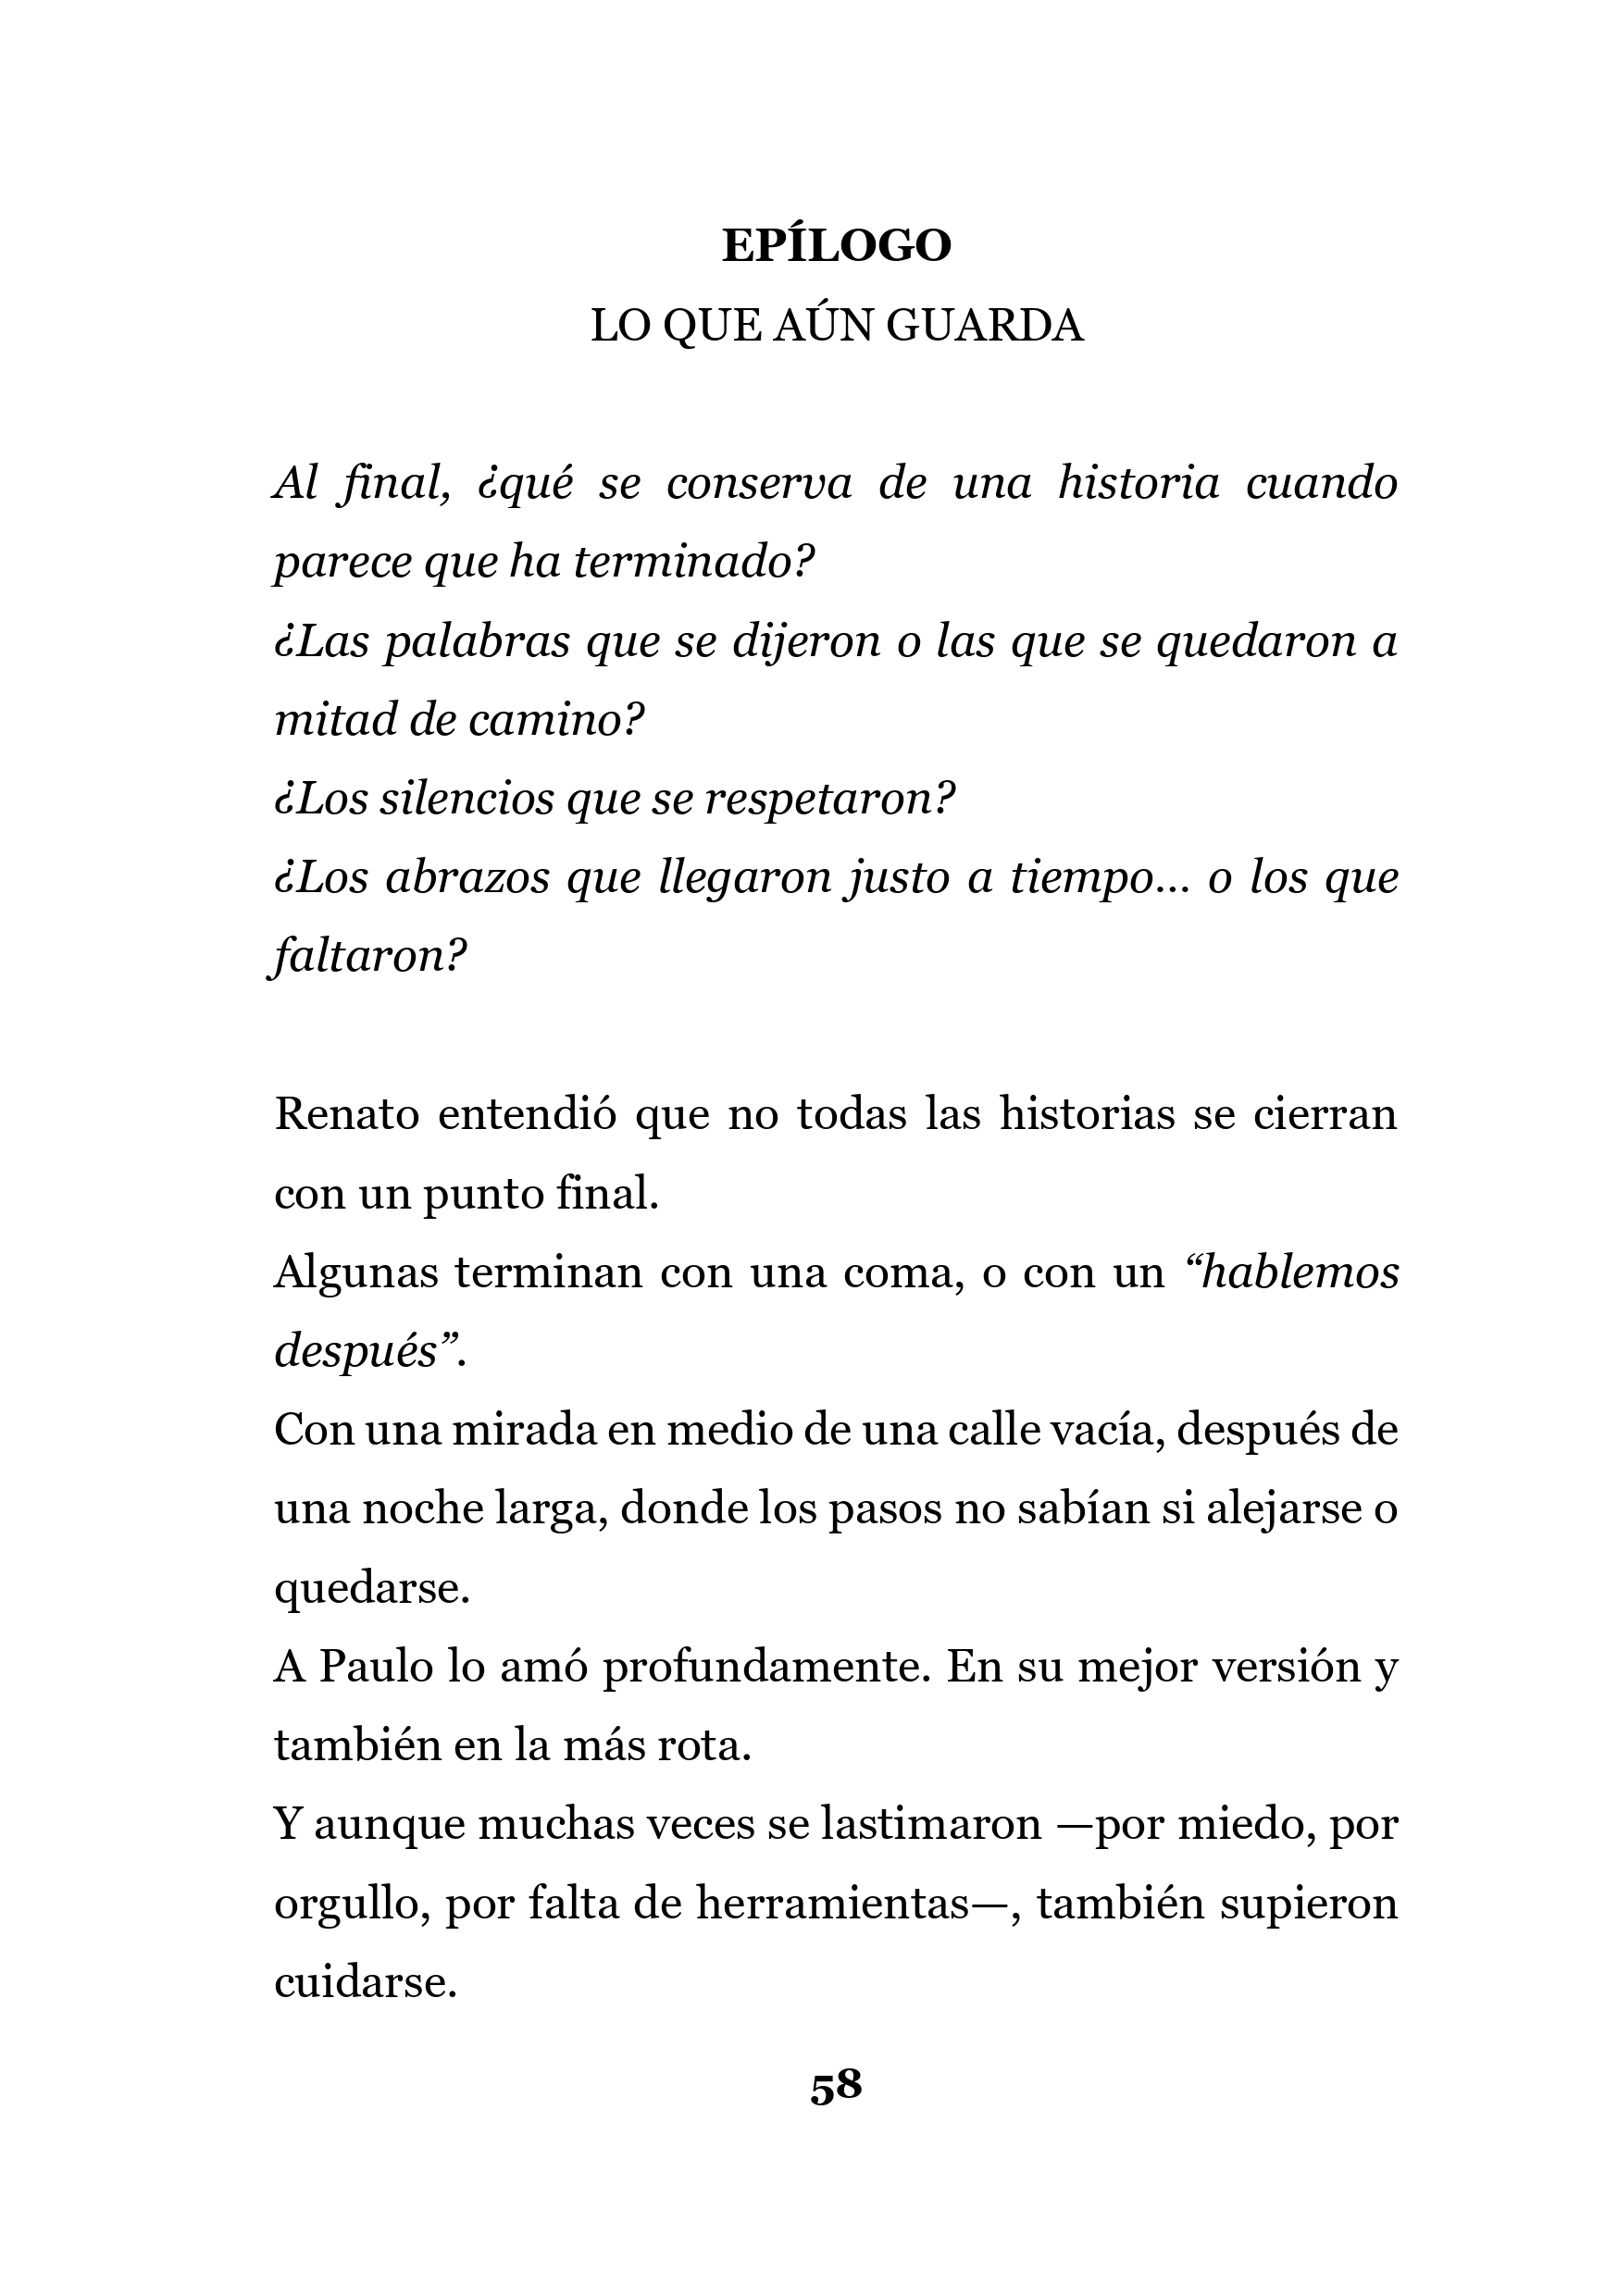 EPÍLOGO
LO QUE AÚN GUARDA
Al final, ¿qué se conserva de una historia cuando
parece que ha terminado?
¿Las palabras que se dijeron o las que se quedaron a
mitad de camino?
¿Los silencios que se respetaron?
¿Los abrazos que llegaron justo a tiempo… o los que
faltaron?
Renato entendió que no todas las historias se cierran
con un punto final.
Algunas terminan con una coma, o con un “hablemos
después”.
Con una mirada en medio de una calle vacía, después de
una noche larga, donde los pasos no sabían si alejarse o
quedarse.
A Paulo lo amó profundamente. En su mejor versión y
también en la más rota.
Y aunque muchas veces se lastimaron —por miedo, por
orgullo, por falta de herramientas—, también supieron
cuidarse.
58